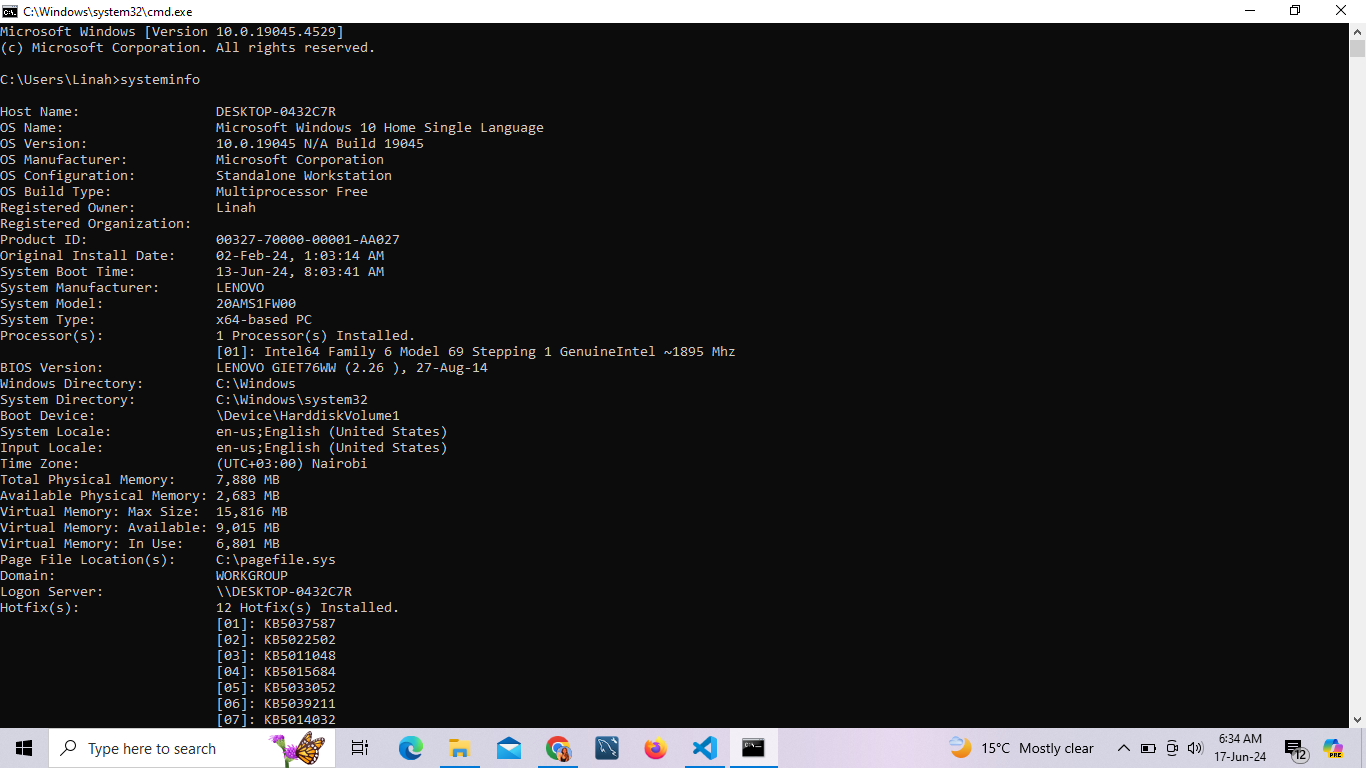 C:\Windows\system32\cmd.exe
Microsoft Windows [Version 10.0.19045.4529]
(c) Microsoft Corporation. All rights reserved.
C:\Users\Linah>systeminfo
Host Name: DESKTOP-0432C7R
OS Name: Microsoft Windows 10 Home Single Language
OS Version: 10.0.19045 N/A Build 19045
OS Manufacturer: Microsoft Corporation
OS Configuration: Standalone Workstation
OS Build Type: Multiprocessor Free
Registered Owner: Linah
Registered Organization:
Product ID: 00327-70000-00001-AA027
Original Install Date: 02-Feb-24, 1:03:14 AM
System Boot Time: 13-Jun-24, 8:03:41 AM
System Manufacturer: LENOVO
System Model: 20AMS1FW00
System Type: x64-based PC
Processor(s): 1 Processor(s) Installed.
[01]: Intel64 Family 6 Model 69 Stepping 1 GenuineIntel ~1895 Mhz
BIOS Version: LENOVO GIET76WW (2.26 ), 27-Aug-14
Windows Directory: C:\Windows
System Directory: C:\Windows\system32
Boot Device: \Device\HarddiskVolume1
System Locale: en-us;English (United States)
Input Locale: en-us;English (United States)
Time Zone: (UTC+03:00) Nairobi
Total Physical Memory: 7,880 MB
Available Physical Memory: 2,683 MB
Virtual Memory: Max Size: 15,816 MB
Virtual Memory: Available: 9,015 MB
Virtual Memory: In Use: 6,801 MB
Page File Location(s): C:\pagefile.sys
Domain: WORKGROUP
Logon Server: \\DESKTOP-0432C7R
Hotfix(s): 12 Hotfix(s) Installed.
[01]: KB5037587
[02]: KB5022502
[03]: KB5011048
[04]: KB5015684
[05]: KB5033052
[06]: KB5039211
[07]: KB5014032
Type here to search
15°C Mostly clear
6:34 AM
17-Jun-24
12
PRE